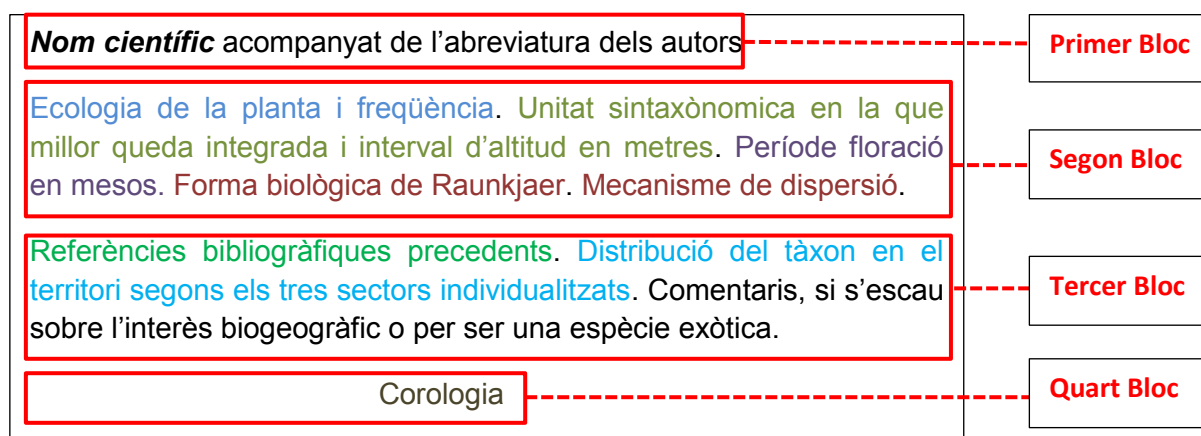 Nom científic acompanyat de l’abreviatura dels autors
Primer Bloc
Ecologia de la planta i freqüència. Unitat sintaxònomica en la que
millor queda integrada i interval d’altitud en metres. Període floració
en mesos. Forma biològica de Raunkjaer. Mecanisme de dispersió.
Segon Bloc
Referències bibliogràfiques precedents. Distribució del tàxon en el
territori segons els tres sectors individualitzats. Comentaris, si s’escau
sobre l’interès biogeogràfic o per ser una espècie exòtica.
Tercer Bloc
Corologia
Quart Bloc